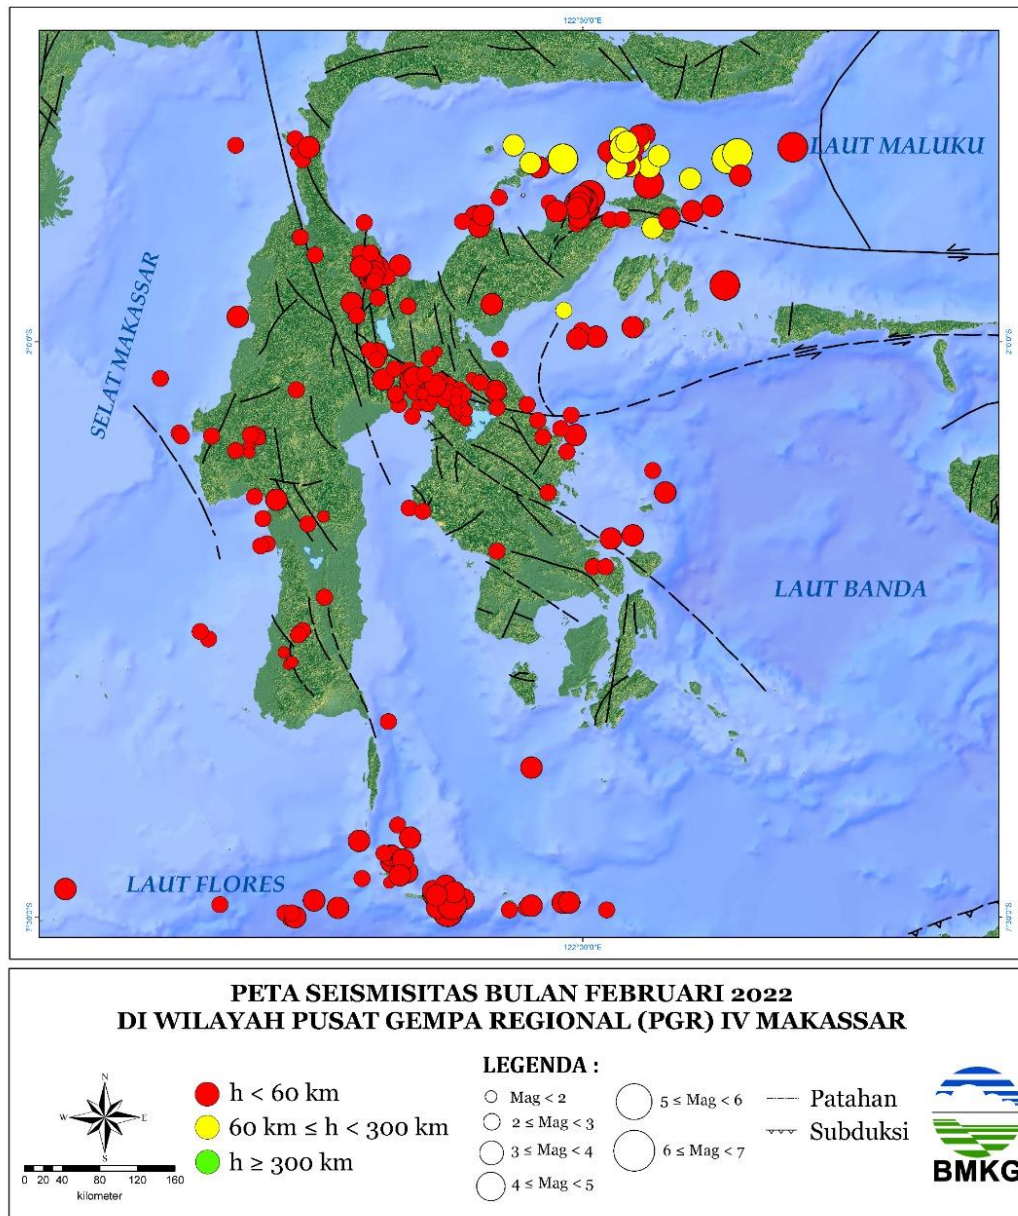 122°30'0"E
LAUT MALUKU
SELAT MAKASSAR
2°0'0"S
2°0'0"S
LAUT BANDA
LAUT FLORES
7°30'0"S
7°30'0"S
122°30'0"E
PETA SEISMISITAS BULAN FEBRUARI 2022
DI WILAYAH PUSAT GEMPA REGIONAL (PGR) IV MAKASSAR
N
W
E
S
0 20 40 80 120 160
kilometer
h < 60 km
60 km ≤ h < 300 km
h ≥ 300 km
LEGENDA :
Mag < 2
2 ≤ Mag < 3
3 ≤ Mag < 4
4 ≤ Mag < 5
5 ≤ Mag < 6
6 ≤ Mag < 7
Patahan
Subduksi
BMKG